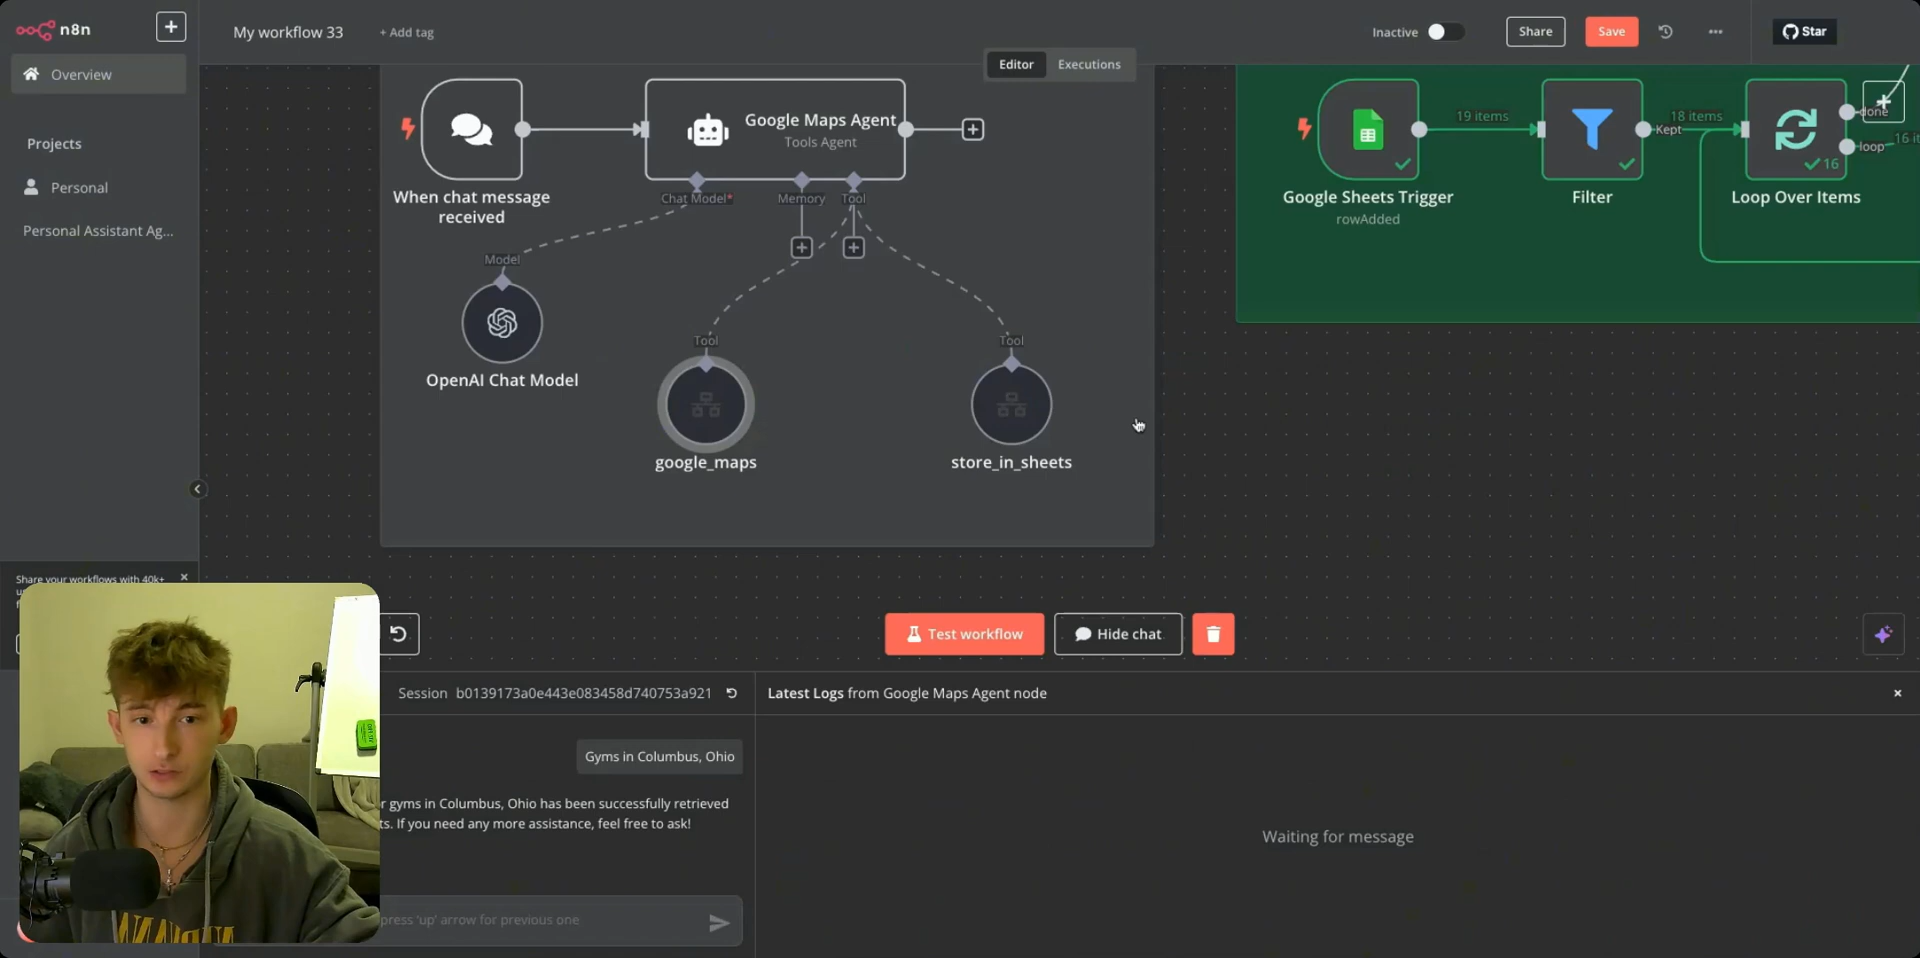 n8n
+
My workflow 33
+ Add tag
Inactive
Share
Save
Star
Overview
Editor
Executions
Projects
Personal
Personal Assistant Ag...
When chat message
received
Google Maps Agent
Tools Agent
Chat Model*
Memory
Tool
Model
OpenAI Chat Model
Tool
google_maps
Tool
store_in_sheets
19 items
18 items
Kept
done
loop
16 it
16
Google Sheets Trigger
rowAdded
Filter
Loop Over Items
Share your workflows with 40k+
Test workflow
Hide chat
Session b0139173a0e443e083458d740753a921
Latest Logs from Google Maps Agent node
Gyms in Columbus, Ohio
r gyms in Columbus, Ohio has been successfully retrieved
ts. If you need any more assistance, feel free to ask!
Waiting for message
press 'up' arrow for previous one